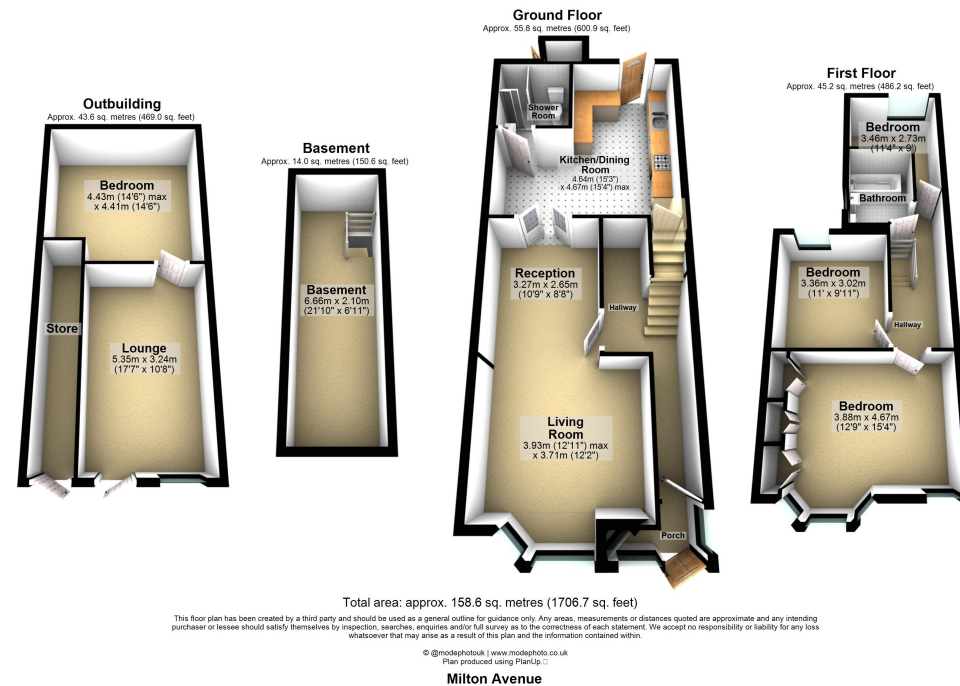 Ground Floor
Approx. 55.8 sq. metres (600.9 sq. feet)
Shower
Room
Kitchen/Dining
Room
4.64m (15'3")
x 4.67m (15'4") max
Reception
3.27m x 2.65m
(10'9" x 8'8")
Hallway
Living
Room
3.93m (12'11") max
x 3.71m (12'2")
Porch
First Floor
Approx. 45.2 sq. metres (486.2 sq. feet)
Bedroom
3.46m x 2.73m
(11'4" x 9')
Bathroom
Bedroom
3.36m x 3.02m
(11' x 9'11")
Hallway
Bedroom
3.88m x 4.67m
(12'9" x 15'4")
Outbuilding
Approx. 43.6 sq. metres (469.0 sq. feet)
Bedroom
4.43m (14'6") max
x 4.41m (14'6")
Store
Lounge
5.35m x 3.24m
(17'7" x 10'8")
Basement
Approx. 14.0 sq. metres (150.6 sq. feet)
Basement
6.66m x 2.10m
(21'10" x 6'11")
Total area: approx. 158.6 sq. metres (1706.7 sq. feet)
This floor plan has been created by a third party and should be used as a general outline for guidance only. Any areas, measurements or distances quoted are approximate and any intending
purchaser or lessee should satisfy themselves by inspection, searches, enquiries and/or full survey as to the correctness of each statement. We accept no responsibility or liability for any loss
whatsoever that may arise as a result of this plan and the information contained within.
© @modephotouk | www.modephoto.co.uk
Plan produced using PlanUp.□
Milton Avenue